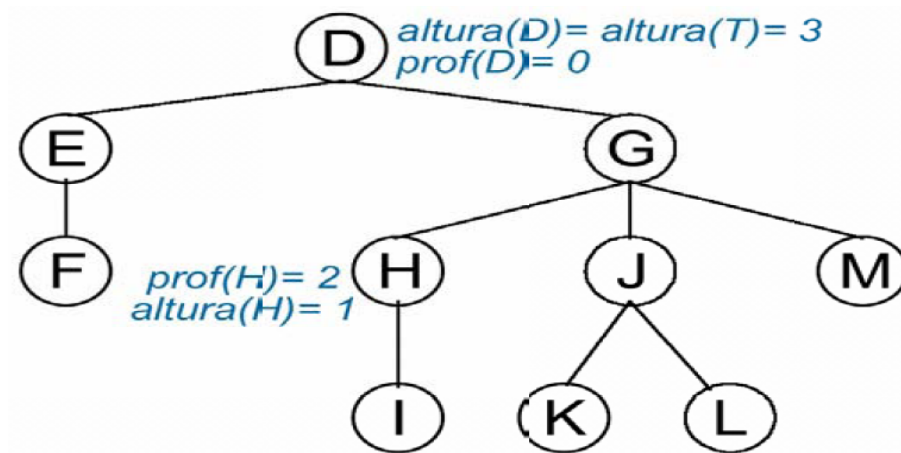 D
altura(D)= altura(T)= 3
prof(D)= 0
E
G
F
prof(H)= 2
altura(H)= 1
H
J
M
I
K
L